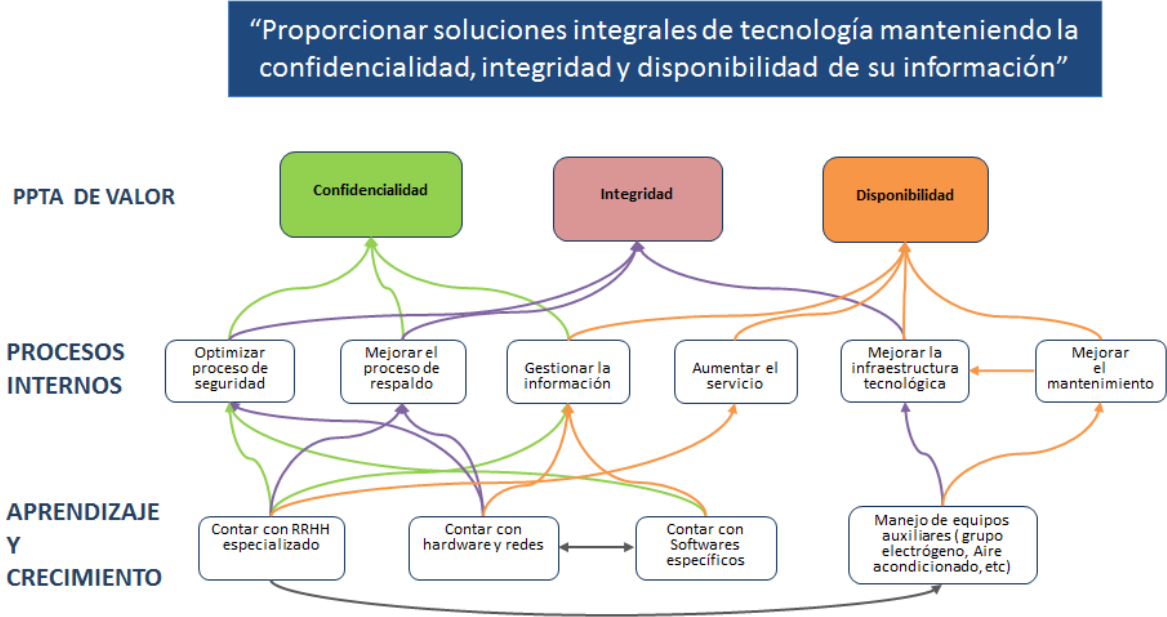 “Proporcionar soluciones integrales de tecnología manteniendo la
confidencialidad, integridad y disponibilidad de su información”
PPTA DE VALOR
Confidencialidad
Integridad
Disponibilidad
PROCESOS
INTERNOS
Optimizar
proceso de
seguridad
Mejorar el
proceso de
respaldo
Gestionar la
información
Aumentar el
servicio
Mejorar la
infraestructura
tecnológica
Mejorar
el
mantenimiento
APRENDIZAJE
Y
CRECIMIENTO
Contar con RRHH
especializado
Contar con
hardware y redes
Contar con
Softwares
específicos
Manejo de equipos
auxiliares ( grupo
electrógeno, Aire
acondicionado, etc)